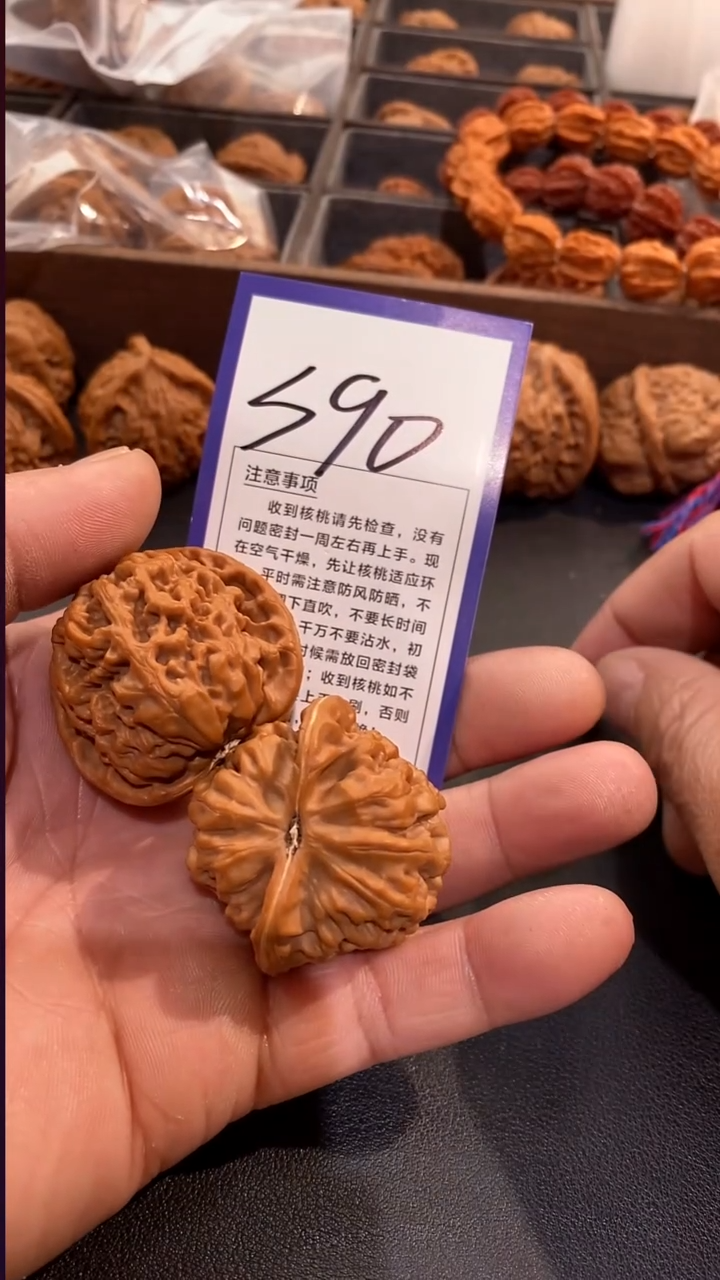 590
注意事项
收到核桃请先检查，没有
问题密封一周左右再上手。现
在空气干燥，先让核桃适应环
平时需注意防风防晒，不
下直吹，不要长时间
千万不要沾水，初
时候需放回密封袋
；收到核桃如不
上 刷，否则